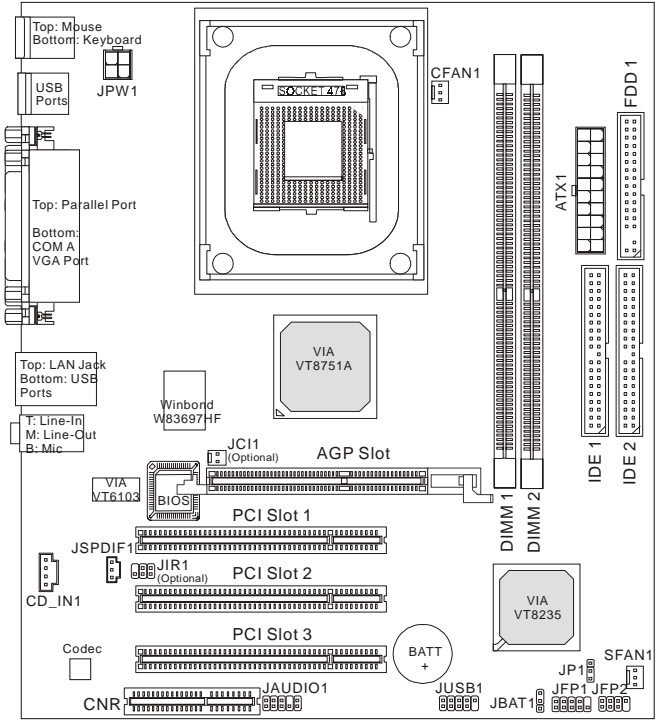 Top: Mouse
Bottom: Keyboard
JPW1
USB
Ports
SOCKET 478
CFAN1
FDD 1
ATX1
Top: Parallel Port
Bottom:
COM A
VGA Port
VIA
VT8751A
Top: LAN Jack
Bottom: USB
Ports
Winbond
W83697HF
T: Line-In
M: Line-Out
B: Mic
IDE 1
IDE 2
JCI1
(Optional)
AGP Slot
VIA
VT6103
BIOS
DIMM 1
DIMM 2
PCI Slot 1
JSPDIF1
JIR1
(Optional)
CD_IN1
PCI Slot 2
VIA
VT8235
PCI Slot 3
BATT
+
Codec
SFAN1
JP1
CNR
JAUDIO1
JUSB1
JBAT1
JFP1
JFP2